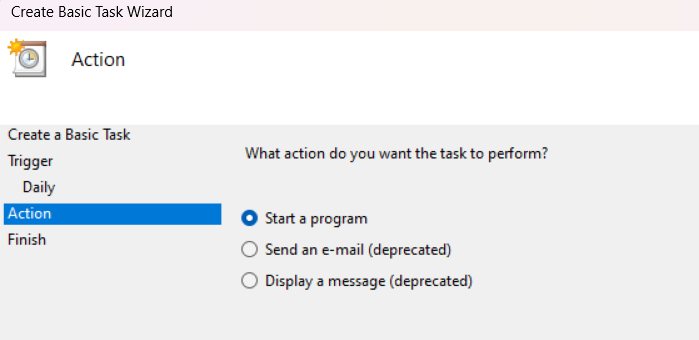 Create Basic Task Wizard
Action
Create a Basic Task
Trigger
Daily
Action
Finish
What action do you want the task to perform?
Start a program
Send an e-mail (deprecated)
Display a message (deprecated)